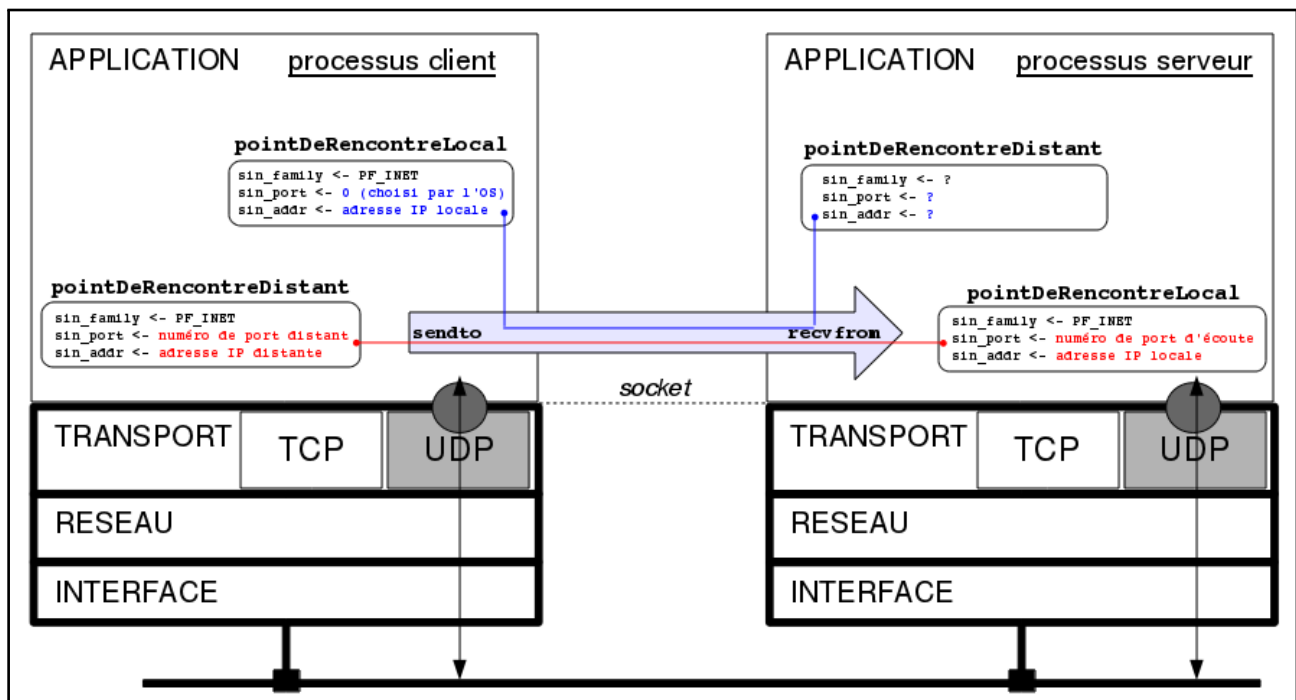 APPLICATION processus client
pointDeRencontreLocal
sin_family <- PF_INET
sin_port <- 0 (choisi par l'OS)
sin_addr <- adresse IP locale
pointDeRencontreDistant
sin_family <- PF_INET
sin_port <- numéro de port distant
sin_addr <- adresse IP distante
APPLICATION processus serveur
pointDeRencontreDistant
sin_family <- ?
sin_port <- ?
sin_addr <- ?
pointDeRencontreLocal
sin_family <- PF_INET
sin_port <- numéro de port d'écoute
sin_addr <- adresse IP locale
sendto recvfrom
socket
TRANSPORT TCP UDP
RESEAU
INTERFACE
TRANSPORT TCP UDP
RESEAU
INTERFACE